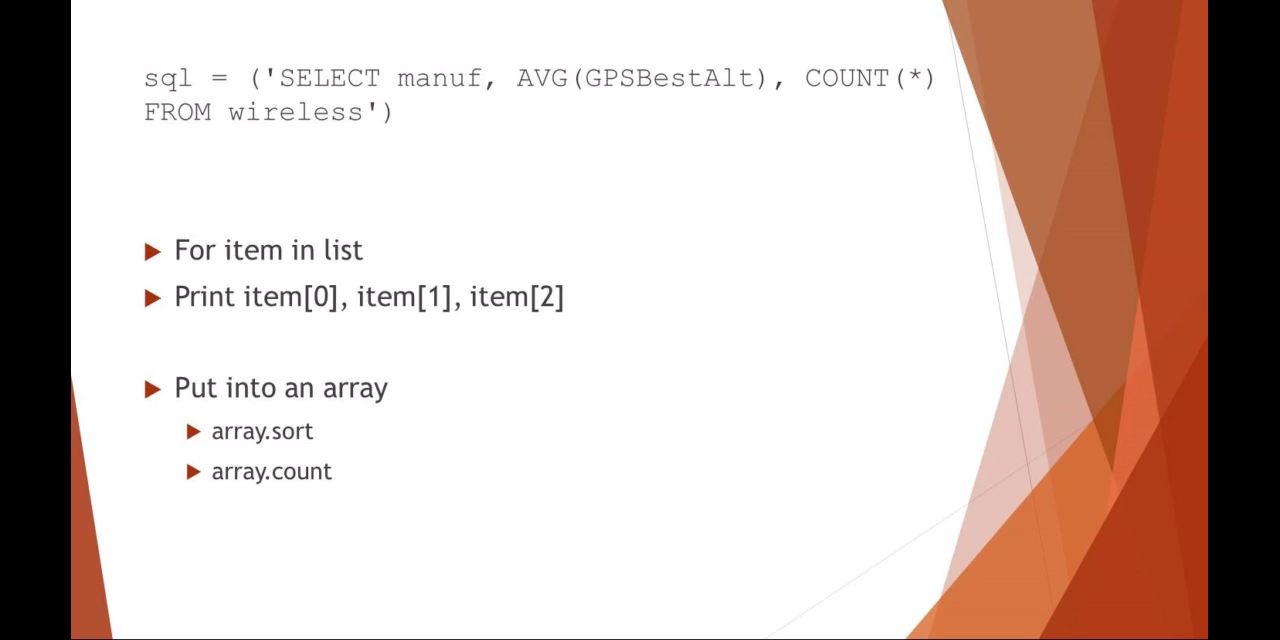 sql = ('SELECT manuf, AVG(GPSBestAlt), COUNT(*)
FROM wireless')
For item in list
Print item[0], item[1], item[2]
Put into an array
array.sort
array.count